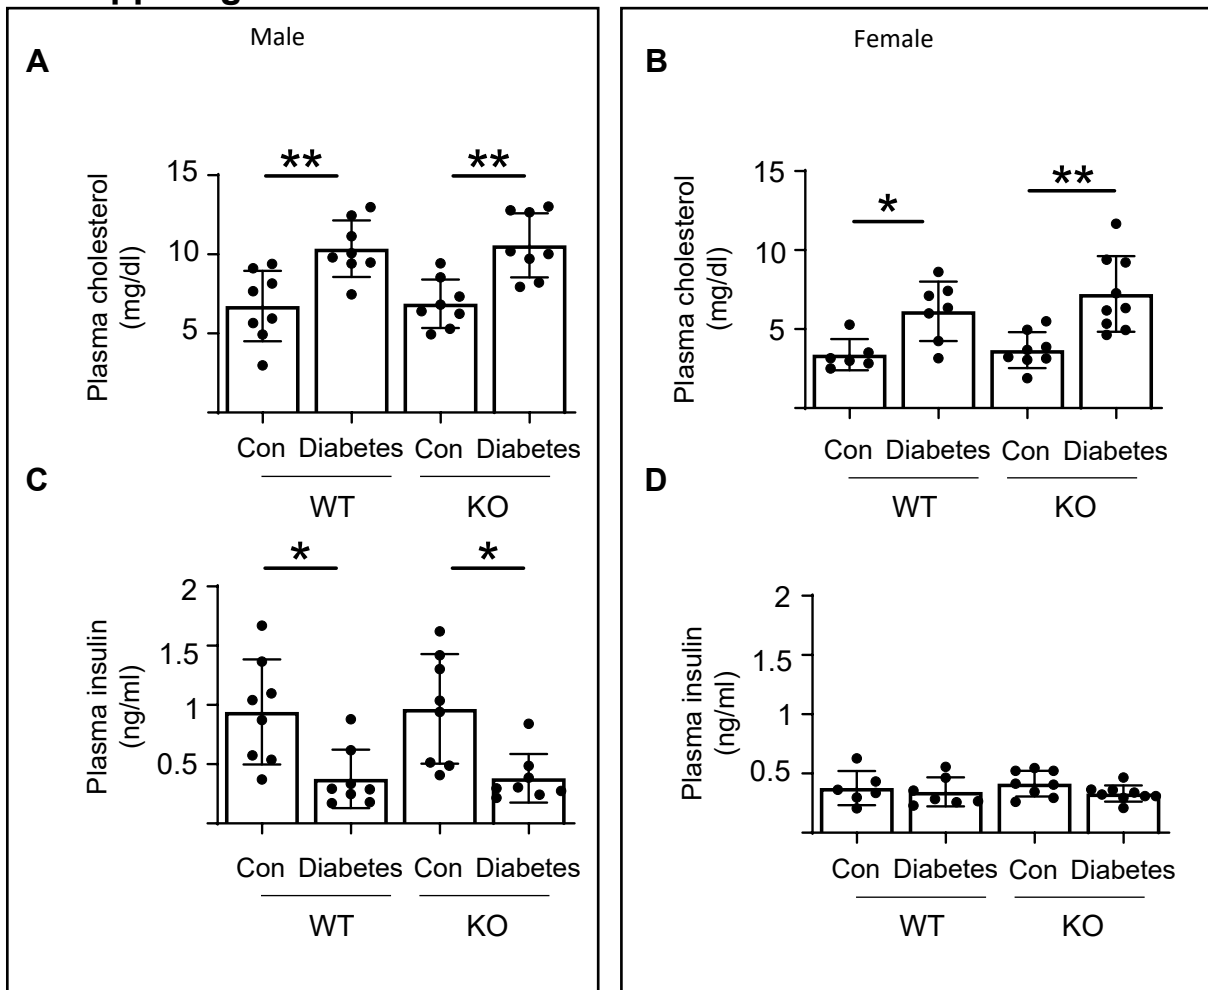 Male
A
**
**
15
10
5
Plasma cholesterol
(mg/dl)
Con Diabetes Con Diabetes
WT KO
Female
B
*
**
15
10
5
Plasma cholesterol
(mg/dl)
Con Diabetes Con Diabetes
WT KO
C
*
*
2
1.5
1
0.5
Plasma insulin
(ng/ml)
Con Diabetes Con Diabetes
WT KO
D
2
1.5
1
0.5
Plasma insulin
(ng/ml)
Con Diabetes Con Diabetes
WT KO